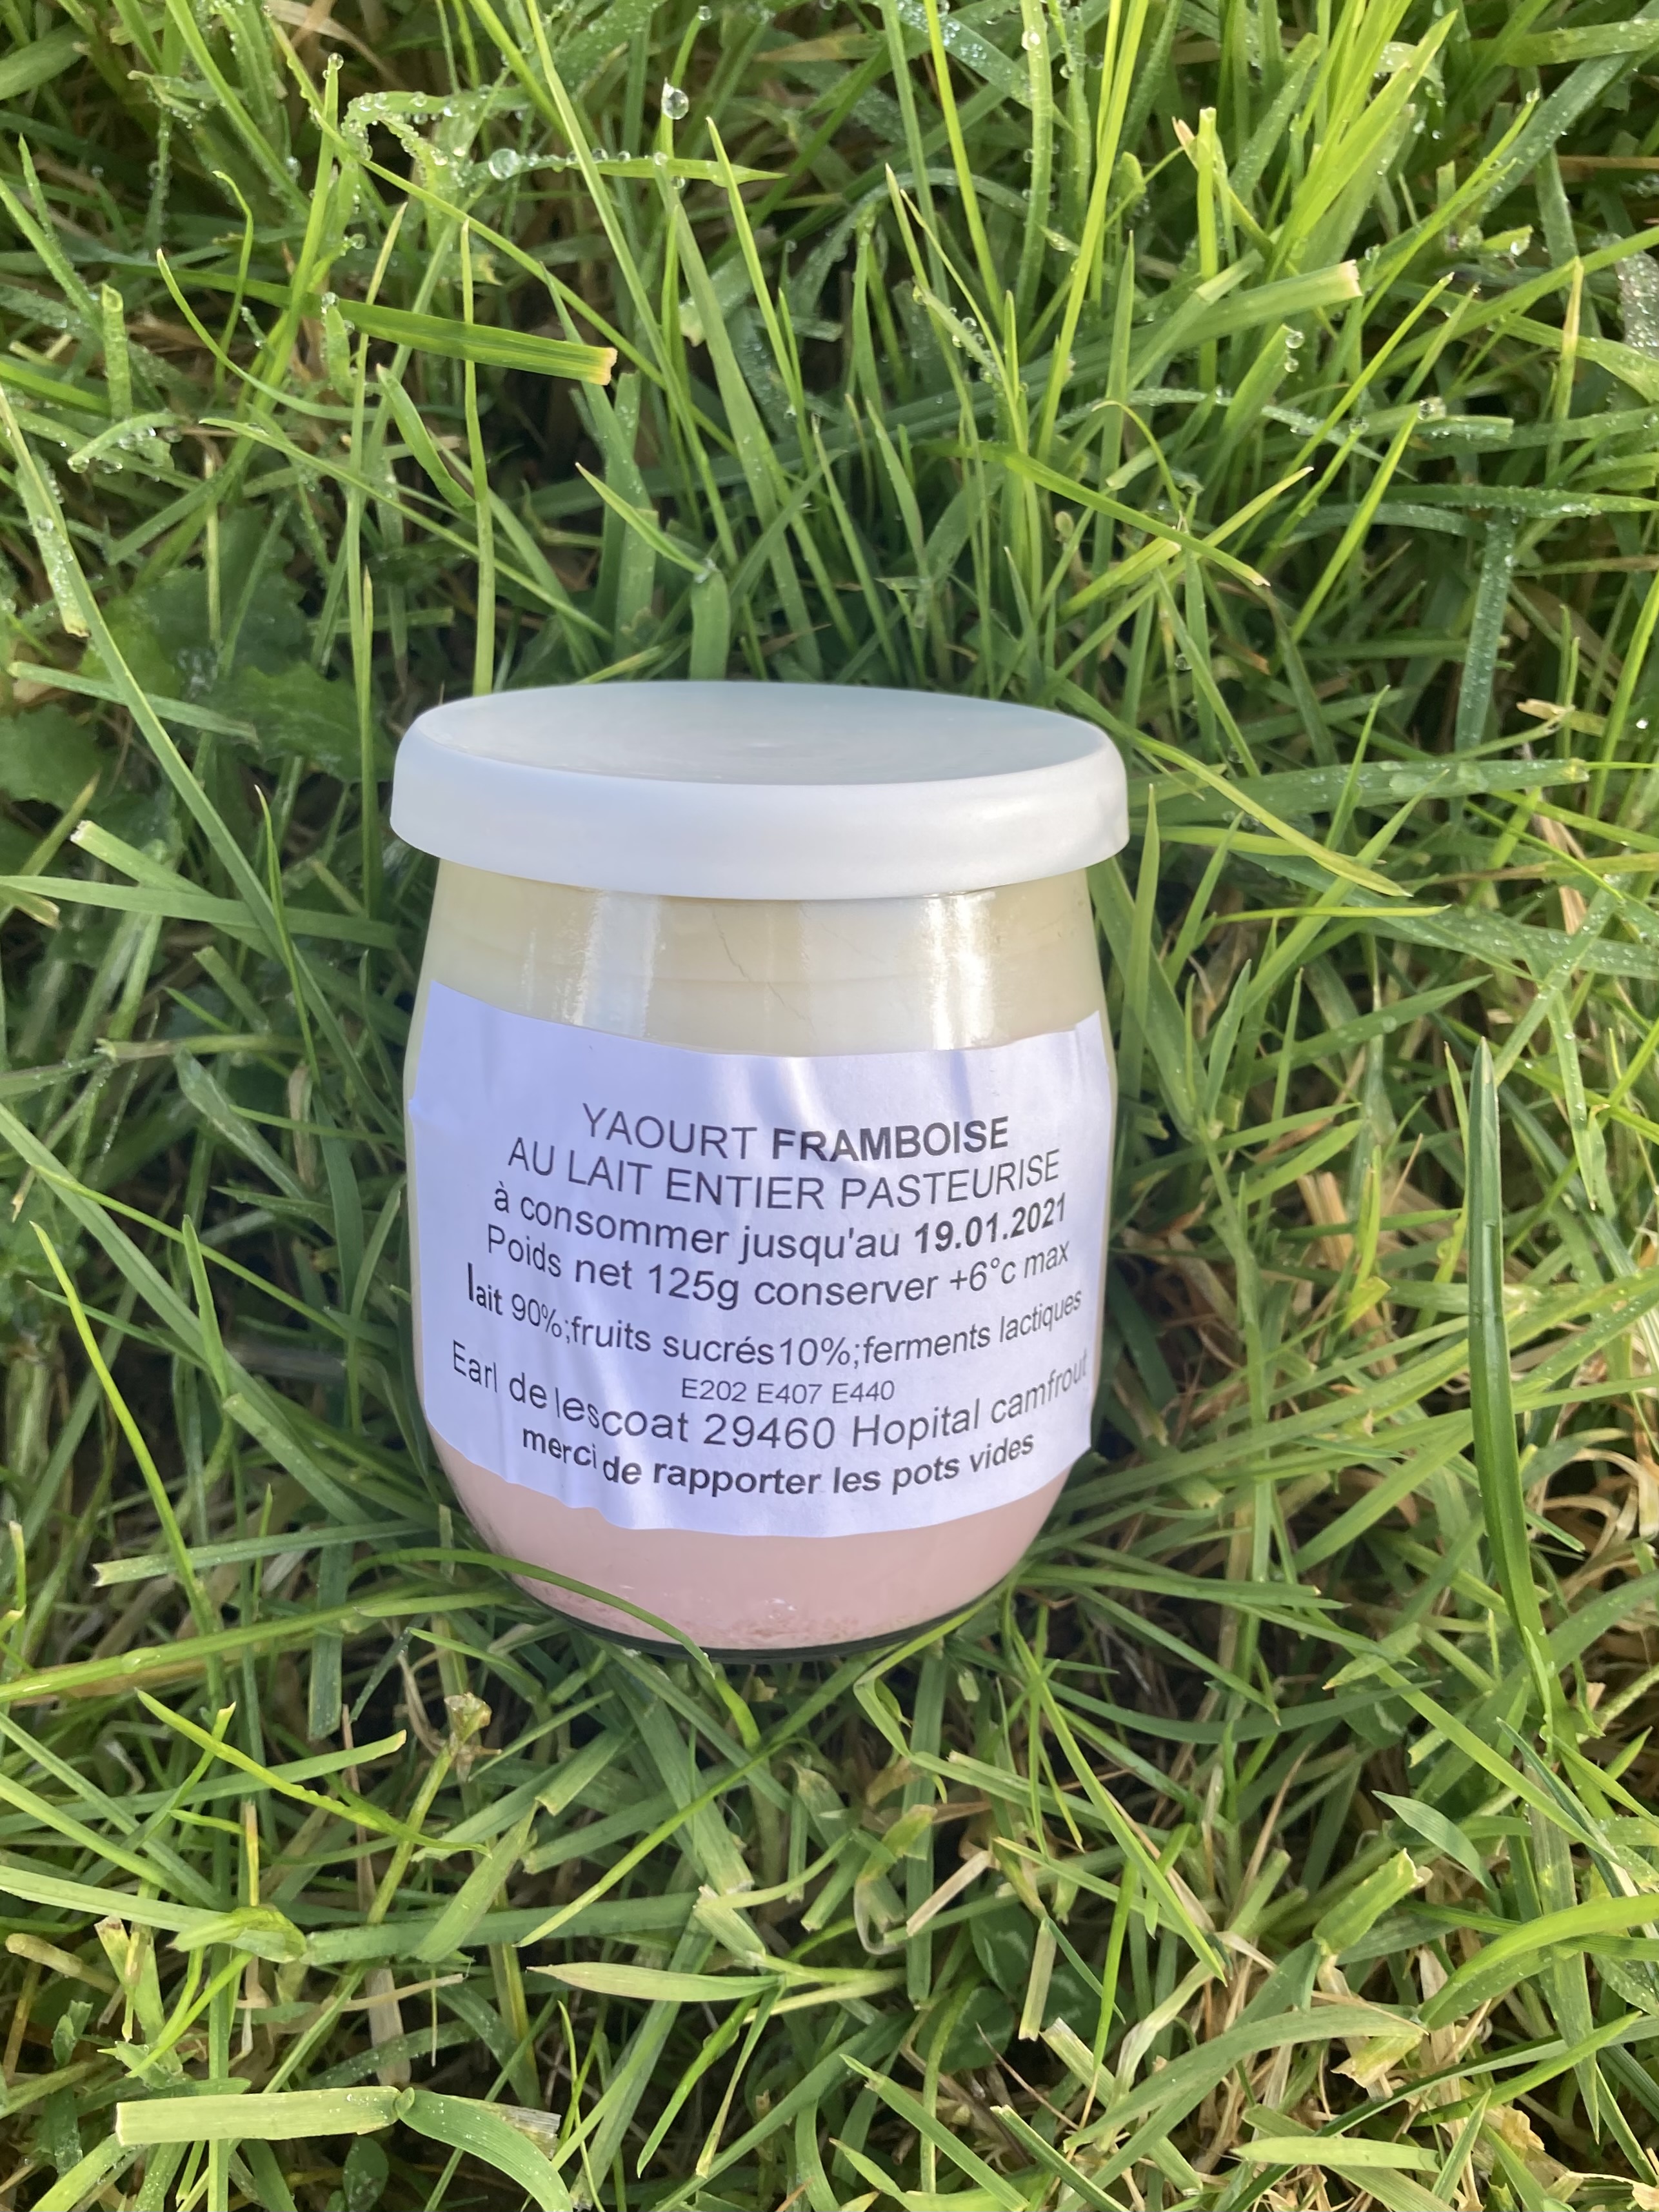 YAOURT FRAMBOISE
AU LAIT ENTIER PASTEURISE
à consommer jusqu'au 19.01.2021
Poids net 125g conserver +6°c max
lait 90%;fruits sucrés10%;ferments lactiques
E202 E407 E440
Earl de lescoat 29460 Hopital camfrout
merci de rapporter les pots vides